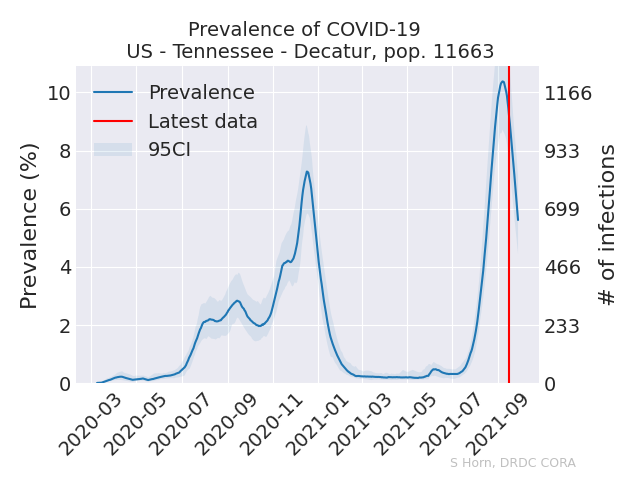 Prevalence of COVID-19
US - Tennessee - Decatur, pop. 11663
Prevalence
Latest data
95CI
Prevalence (%)
10
8
6
4
2
0
1166
933
699
466
233
0
# of infections
2020-03
2020-05
2020-07
2020-09
2020-11
2021-01
2021-03
2021-05
2021-07
2021-09
S Horn, DRDC CORA